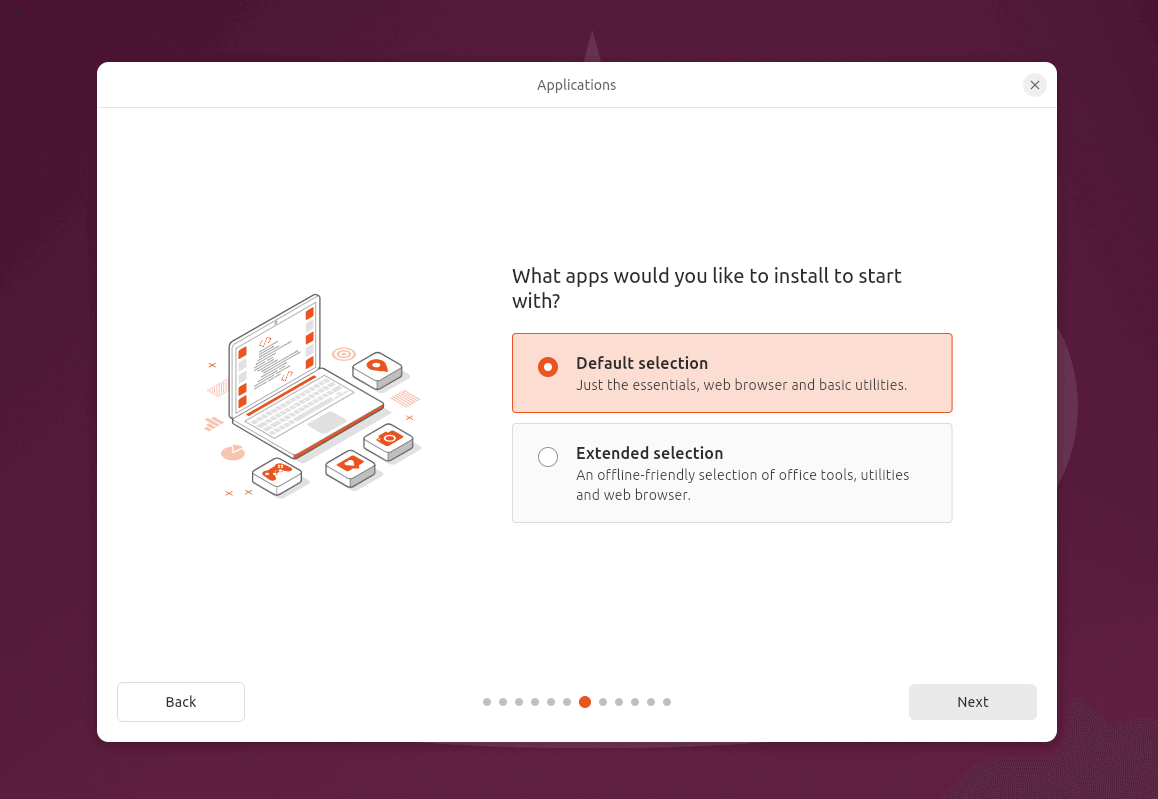 Applications
What apps would you like to install to start
with?
Default selection
Just the essentials, web browser and basic utilities.
Extended selection
An offline-friendly selection of office tools, utilities
and web browser.
Back
Next